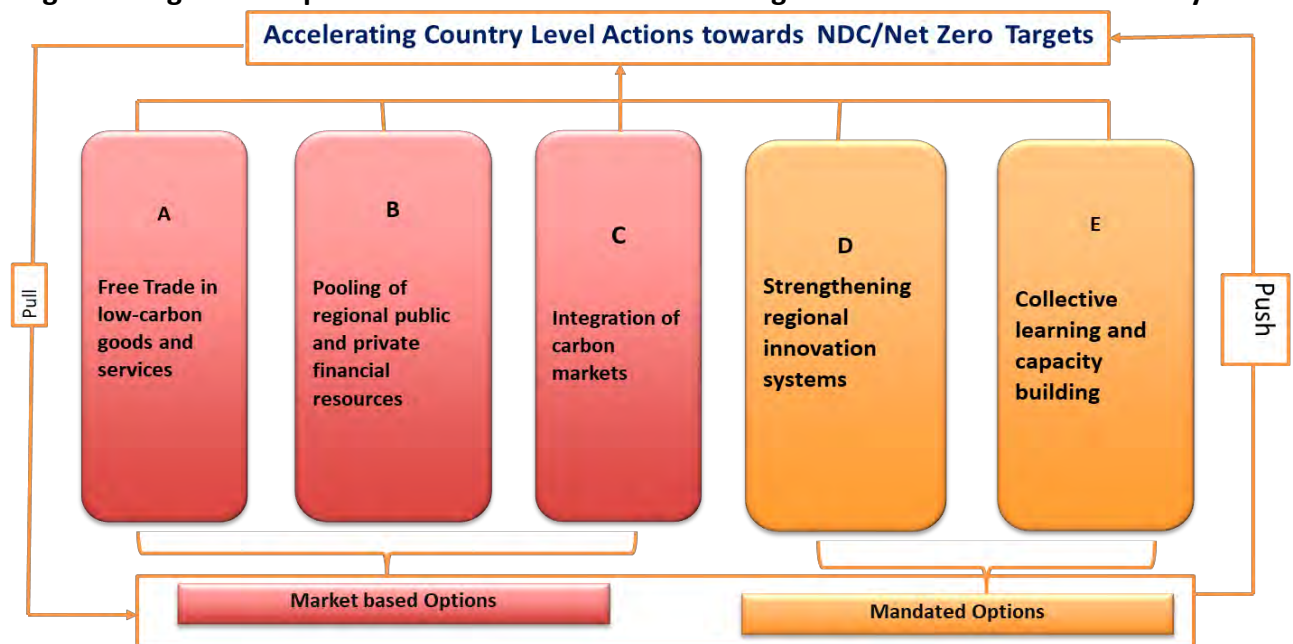 Accelerating Country Level Actions towards NDC/Net Zero Targets
Pull
A
Free Trade in
low-carbon
goods and
services
B
Pooling of
regional public
and private
financial
resources
C
Integration of
carbon
markets
D
Strengthening
regional
innovation
systems
E
Collective
learning and
capacity
building
Push
Market based Options
Mandated Options